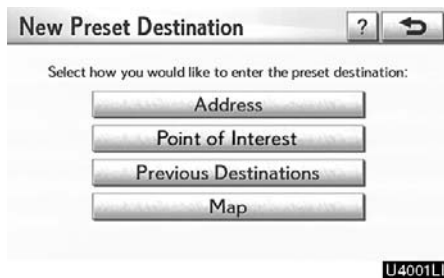 New Preset Destination ?
Select how you would like to enter the preset destination:
Address
Point of Interest
Previous Destinations
Map
U4001L